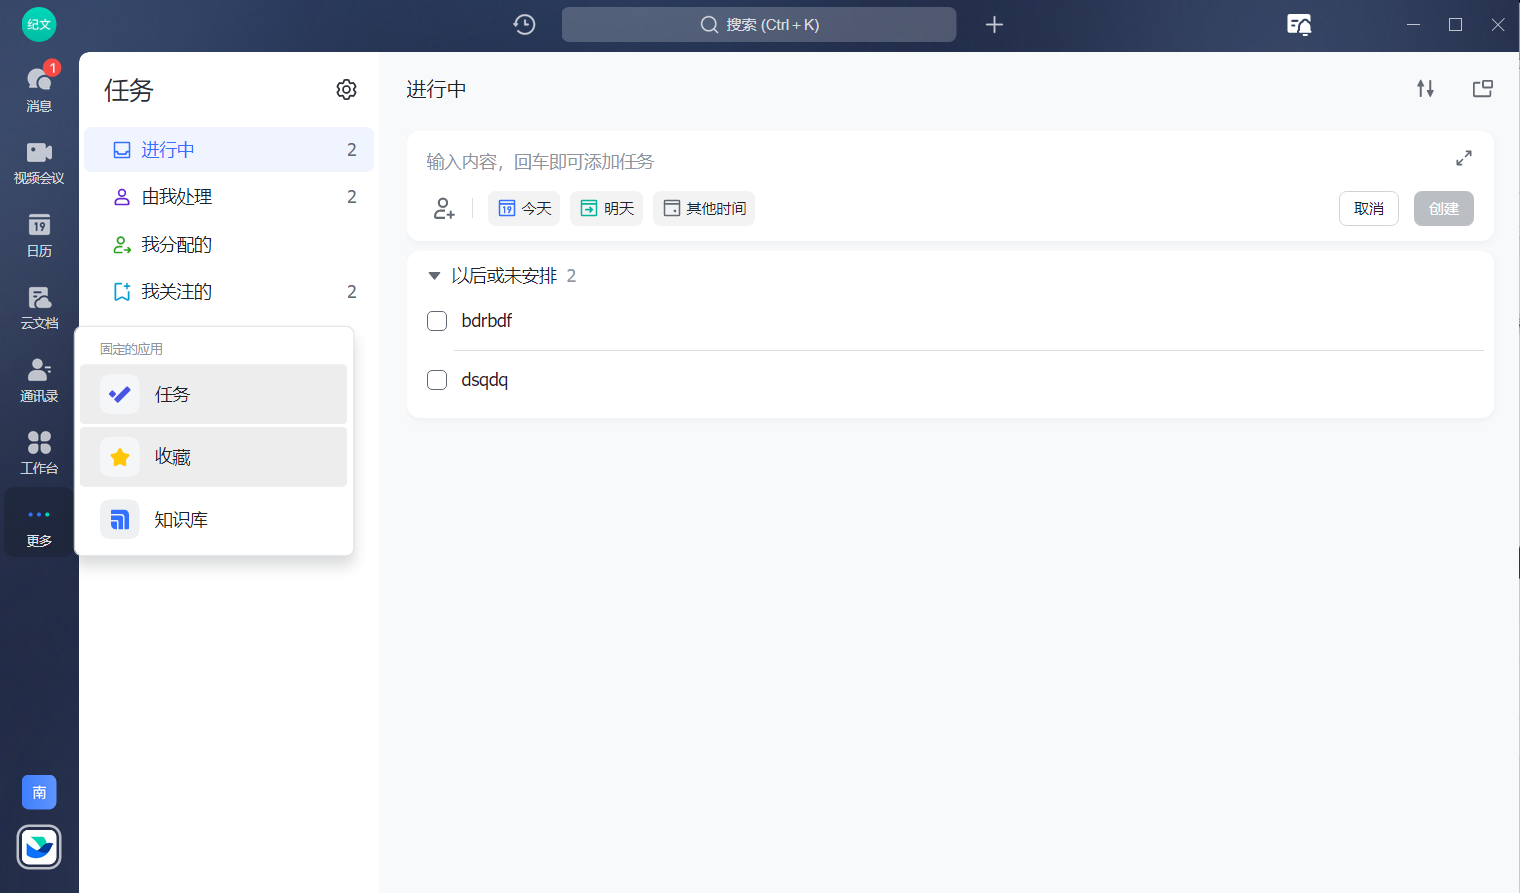 纪文
搜索 (Ctrl + K)
1
消息
视频会议
19
日历
云文档
通讯录
工作台
更多
南
任务
进行中 2
由我处理 2
我分配的
我关注的 2
固定的应用
任务
收藏
知识库
进行中
输入内容，回车即可添加任务
19 今天 明天 其他时间 取消 创建
以后或未安排 2
bdrbdf
dsqdq